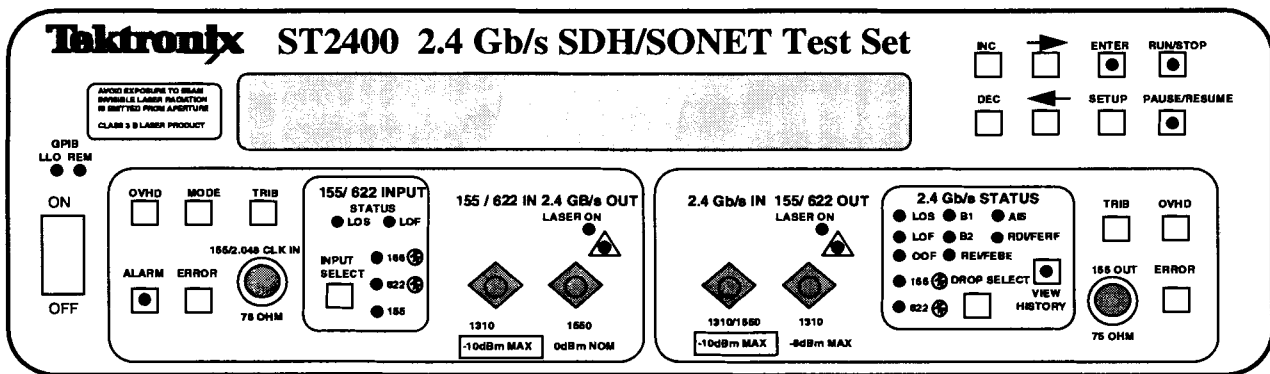 Tektronix ST2400 2.4 Gb/s SDH/SONET Test Set
INC ENTER RUN/STOP
DEC SETUP PAUSE/RESUME
AVOID EXPOSURE TO BEAM
INVISIBLE LASER RADIATION
IS EMITTED FROM APERTURE
CLASS 3 B LASER PRODUCT
GPIB
LLO REM
ON
OFF
OVHD MODE TRIB
155/2.048 CLK IN
ALARM ERROR
75 OHM
155/ 622 INPUT
STATUS
LOS LOF
INPUT
SELECT
155
622
155
155 / 622 IN 2.4 GB/s OUT
LASER ON
1310 1550
-10dBm MAX 0dBm NOM
2.4 Gb/s IN 155/ 622 OUT
LASER ON
1310/1550 1310
-10dBm MAX -8dBm MAX
2.4 Gb/s STATUS
LOS B1 AIS
LOF B2 RDI/FERF
OOF REI/FEBE
155 DROP SELECT
622
VIEW
HISTORY
TRIB OVHD
155 OUT
ERROR
75 OHM